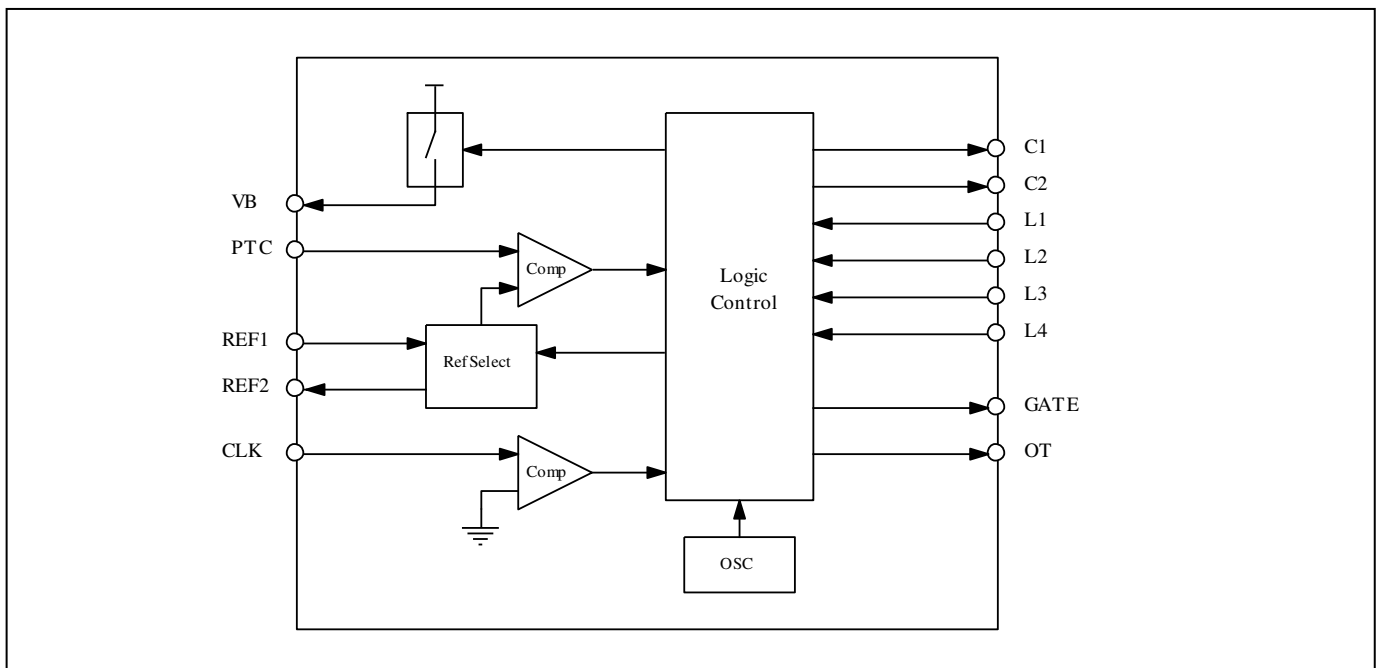 C1
C2
VB
L1
PTC
L2
Comp
Logic
Control
L3
REF1
L4
RefSelect
REF2
GATE
CLK
OT
Comp
OSC